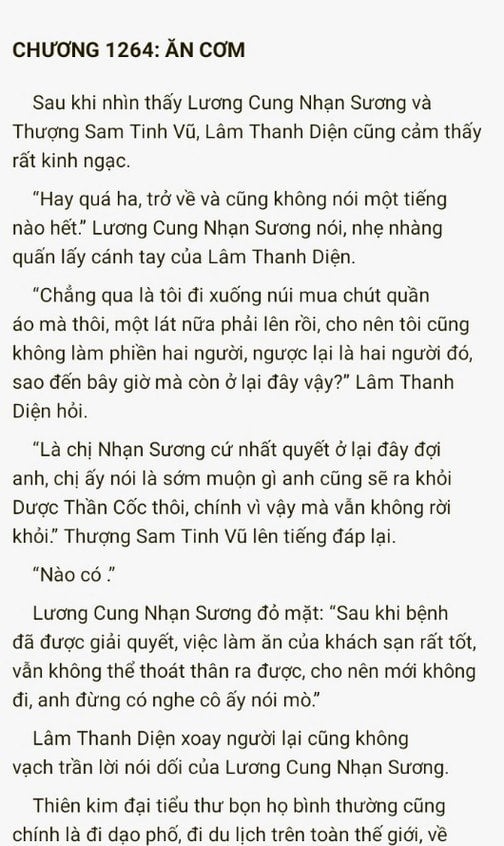 CHƯƠNG 1264: ĂN CƠM
Sau khi nhìn thấy Lương Cung Nhạn Sương và
Thượng Sam Tinh Vũ, Lâm Thanh Diện cũng cảm thấy
rất kinh ngạc.
“Hay quá ha, trở về và cũng không nói một tiếng
nào hết.” Lương Cung Nhạn Sương nói, nhẹ nhàng
quấn lấy cánh tay của Lâm Thanh Diện.
“Chẳng qua là tôi đi xuống núi mua chút quần
áo mà thôi, một lát nữa phải lên rồi, cho nên tôi cũng
không làm phiền hai người, ngược lại là hai người đó,
sao đến bây giờ mà còn ở lại đây vậy?” Lâm Thanh
Diện hỏi.
“Là chị Nhạn Sương cứ nhất quyết ở lại đây đợi
anh, chị ấy nói là sớm muộn gì anh cũng sẽ ra khỏi
Dược Thần Cốc thôi, chính vì vậy mà vẫn không rời
khỏi.” Thượng Sam Tinh Vũ lên tiếng đáp lại.
“Nào có .”
Lương Cung Nhạn Sương đỏ mặt: “Sau khi bệnh
đã được giải quyết, việc làm ăn của khách sạn rất tốt,
vẫn không thể thoát thân ra được, cho nên mới không
đi, anh đừng có nghe cô ấy nói mò.”
Lâm Thanh Diện xoay người lại cũng không
vạch trần lời nói dối của Lương Cung Nhạn Sương.
Thiên kim đại tiểu thư bọn họ bình thường cũng
chính là đi dạo phố, đi du lịch trên toàn thế giới, về